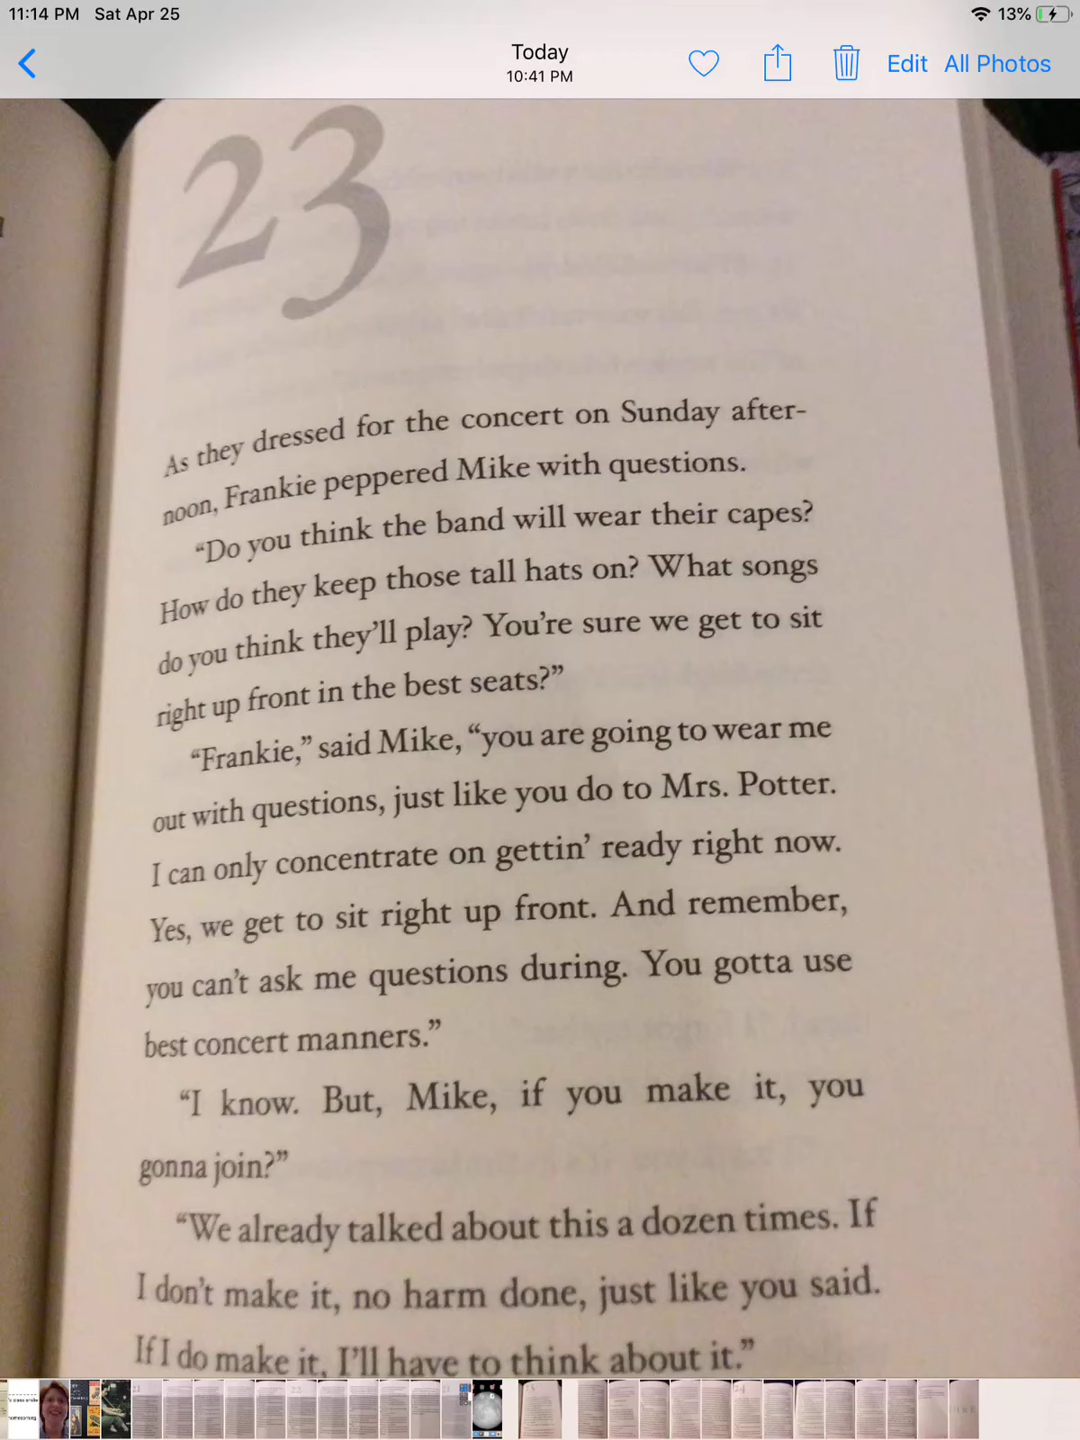 11:14 PM Sat Apr 25
13%
Today
10:41 PM
Edit All Photos
23
As they dressed for the concert on Sunday after-
noon, Frankie peppered Mike with questions.
“Do you think the band will wear their capes?
How do they keep those tall hats on? What songs
do you think they’ll play? You’re sure we get to sit
right up front in the best seats?”
“Frankie,” said Mike, “you are going to wear me
out with questions, just like you do to Mrs. Potter.
I can only concentrate on gettin’ ready right now.
Yes, we get to sit right up front. And remember,
you can’t ask me questions during. You gotta use
best concert manners.”
“I know. But, Mike, if you make it, you
gonna join?”
“We already talked about this a dozen times. If
I don’t make it, no harm done, just like you said.
If I do make it, I’ll have to think about it.”